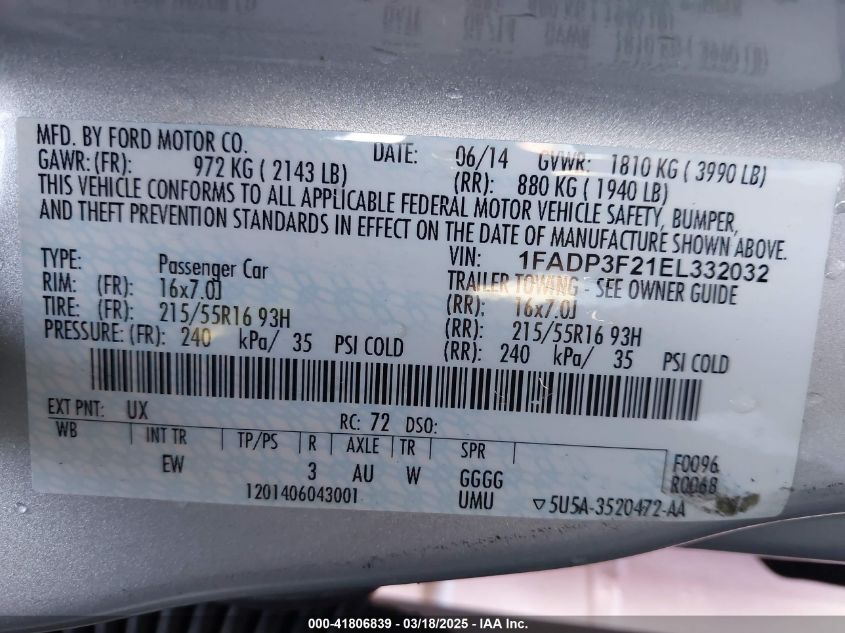 MFD. BY FORD MOTOR CO. DATE: 06/14 GVWR: 1810 KG ( 3990 LB)
GAWR: (FR): 972 KG ( 2143 LB) (RR): 880 KG ( 1940 LB)
THIS VEHICLE CONFORMS TO ALL APPLICABLE FEDERAL MOTOR VEHICLE SAFETY, BUMPER,
AND THEFT PREVENTION STANDARDS IN EFFECT ON THE DATE OF MANUFACTURE SHOWN ABOVE.
VIN: 1FADP3F21EL332032
TYPE: Passenger Car TRAILER TOWING - SEE OWNER GUIDE
RIM: (FR): 16x7.0J (RR): 16x7.0J
TIRE: (FR): 215/55R16 93H (RR): 215/55R16 93H
PRESSURE: (FR): 240 kPa/ 35 PSI COLD (RR): 240 kPa/ 35 PSI COLD
EXT PNT: UX RC: 72 DSO:
WB INT TR TP/PS R AXLE TR SPR
EW 3 AU W GGGG F0096
1201406043001 UMU R0068
▽5U5A-3520472-AA
000-41806839 - 03/18/2025 - IAA Inc.